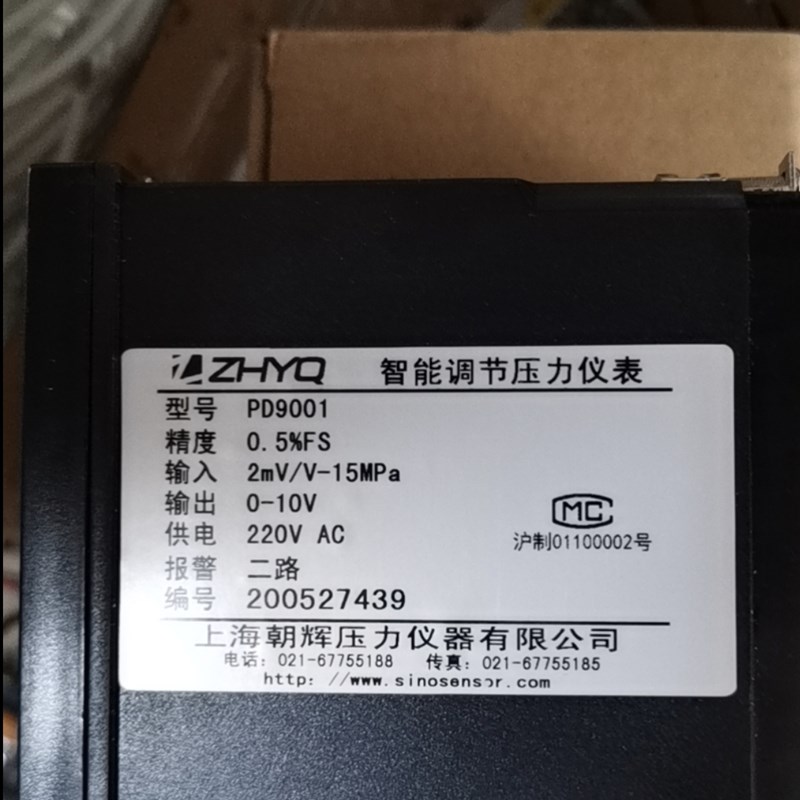 ZHYQ 智能调节压力仪表
型号 PD9001
精度 0.5%FS
输入 2mV/V-15MPa
输出 0-10V
供电 220V AC
报警 二路
编号 200527439
MC
沪制01100002号
上海朝辉压力仪器有限公司
电话: 021-67755188 传真: 021-67755185
http: //www.sinosensor.com